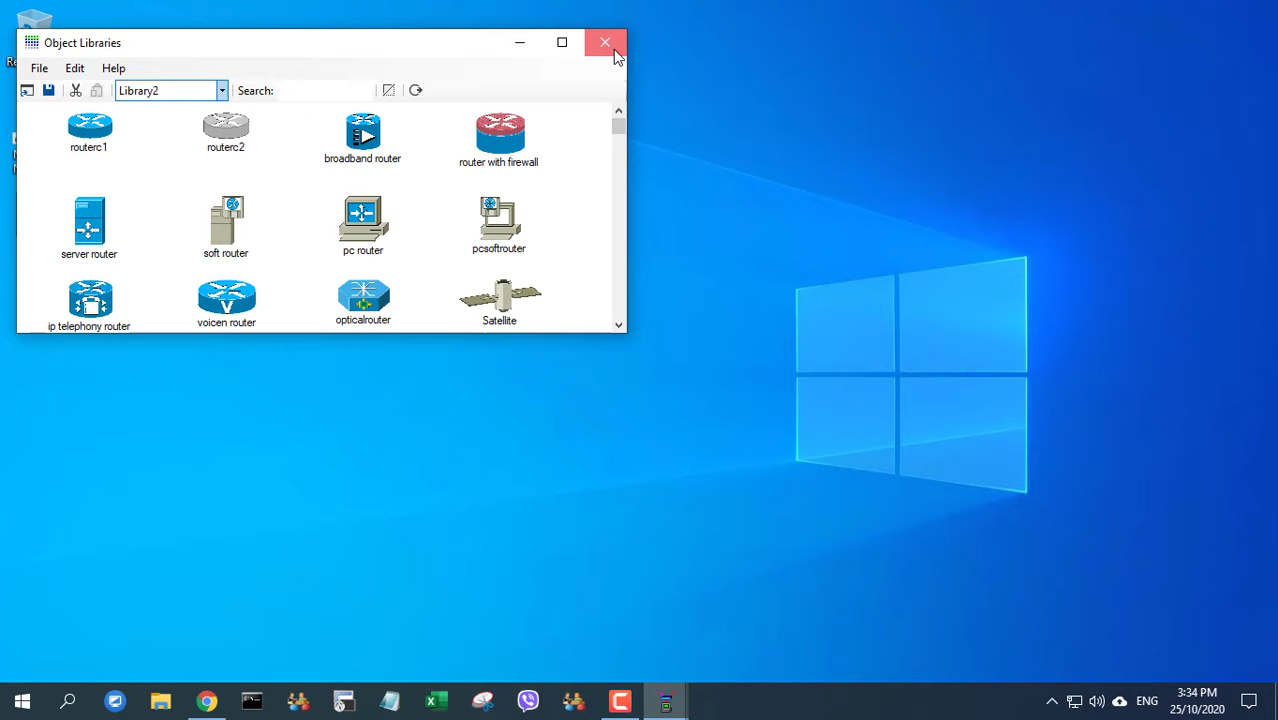 Re
Object Libraries
File Edit Help
Library2 Search:
routerc1 routerc2 broadband router router with firewall
server router soft router pc router pcsoftrouter
ip telephony router voicen router opticalrouter Satellite
V
ENG 3:34 PM
25/10/2020